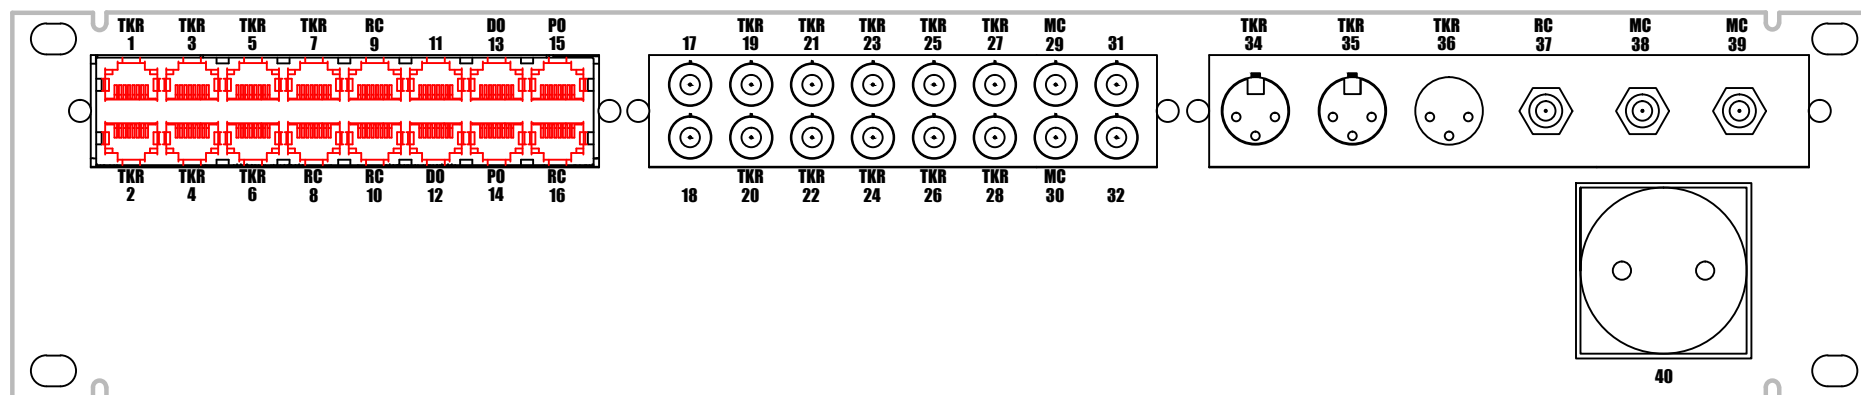 TKR TKR TKR TKR RC DO PO
1 3 5 7 9 11 13 15
TKR TKR TKR RC RC DO PO RC
2 4 6 8 10 12 14 16
TKR TKR TKR TKR TKR MC
17 19 21 23 25 27 29 31
TKR TKR TKR TKR TKR MC
18 20 22 24 26 28 30 32
TKR TKR TKR RC MC MC
34 35 36 37 38 39
40